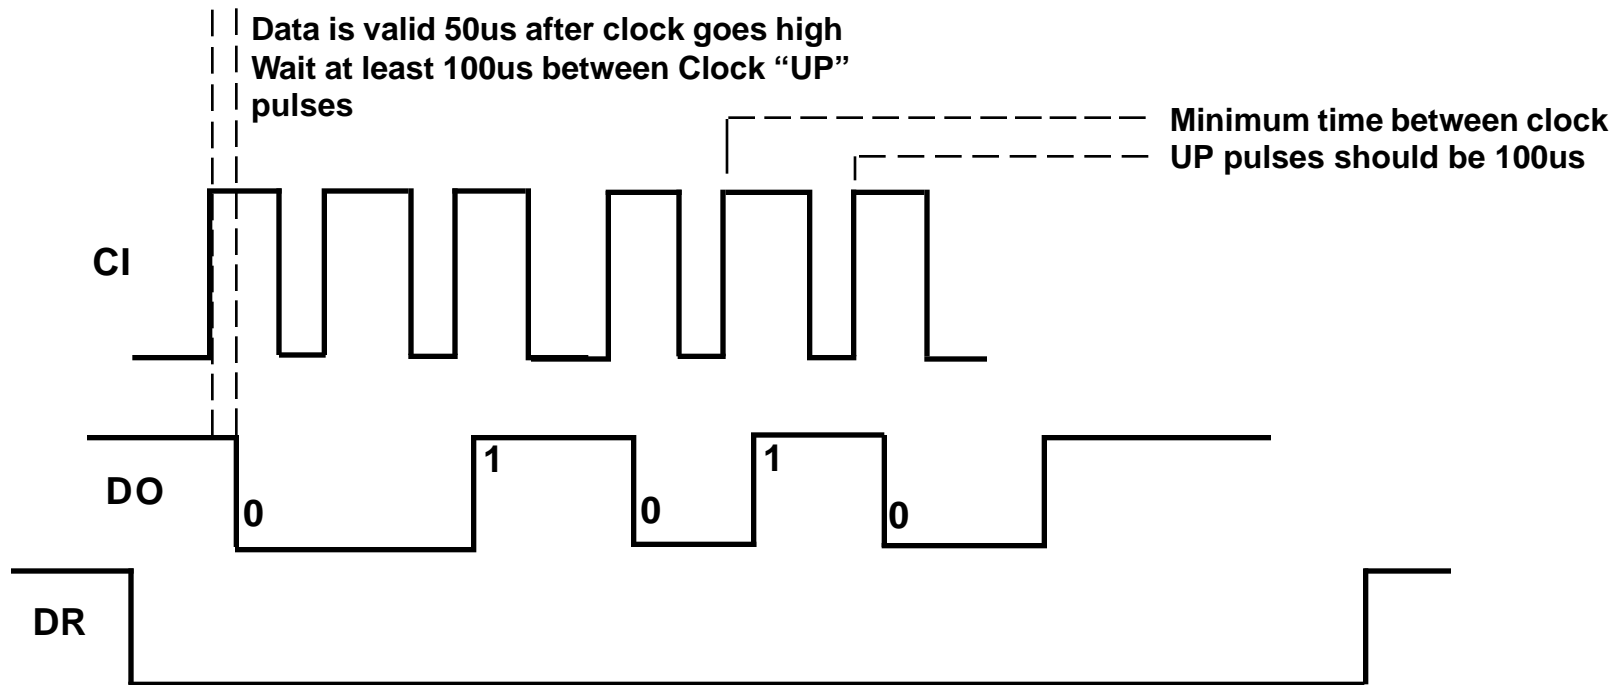 Data is valid 50us after clock goes high
Wait at least 100us between Clock “UP”
pulses
Minimum time between clock
UP pulses should be 100us
CI
DO
0
1
0
1
0
DR